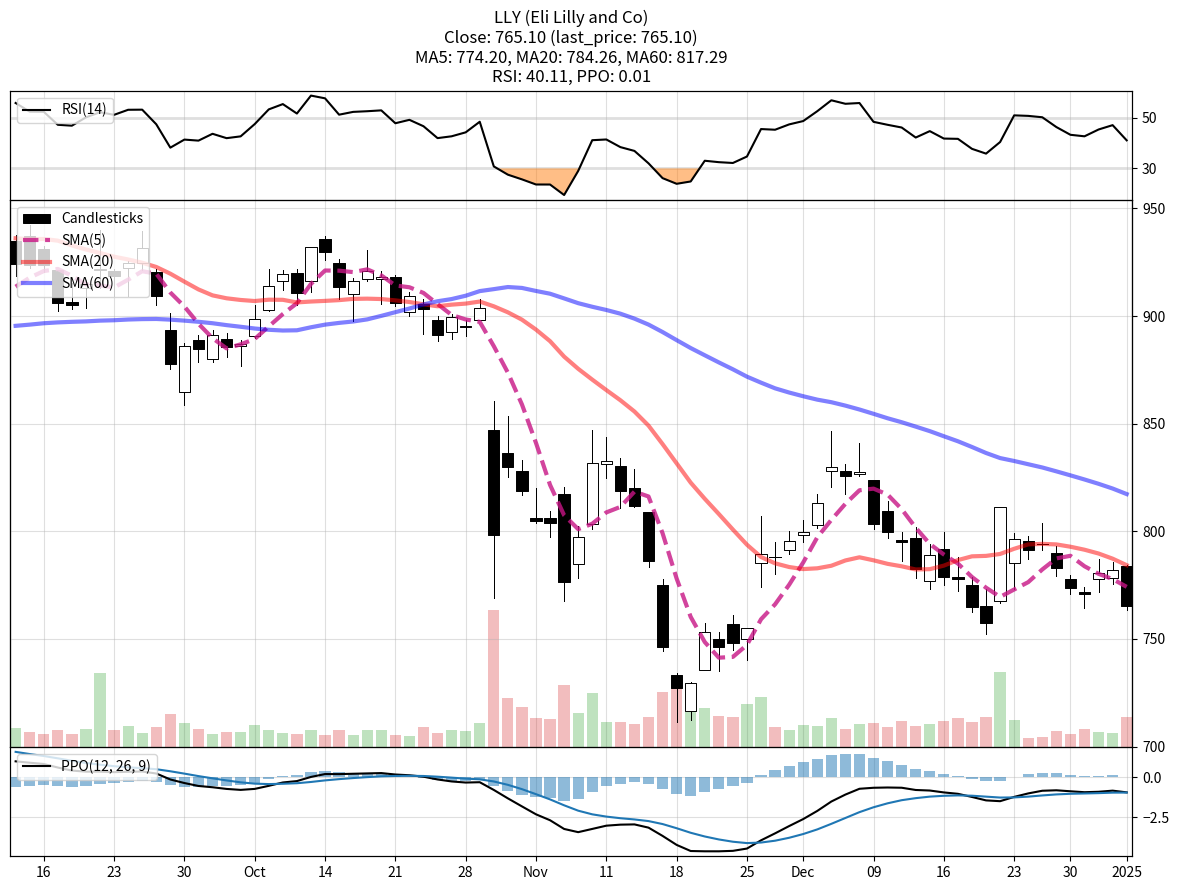 LLY (Eli Lilly and Co)
Close: 765.10 (last_price: 765.10)
MA5: 774.20, MA20: 784.26, MA60: 817.29
RSI: 40.11, PPO: 0.01
RSI(14)
50
30
Candlesticks
SMA(5)
SMA(20)
SMA(60)
950
900
850
800
750
700
PPO(12,26,9)
0.0
−2.5
16 23 30 Oct 14 21 28 Nov 11 18 25 Dec 09 16 23 30 2025